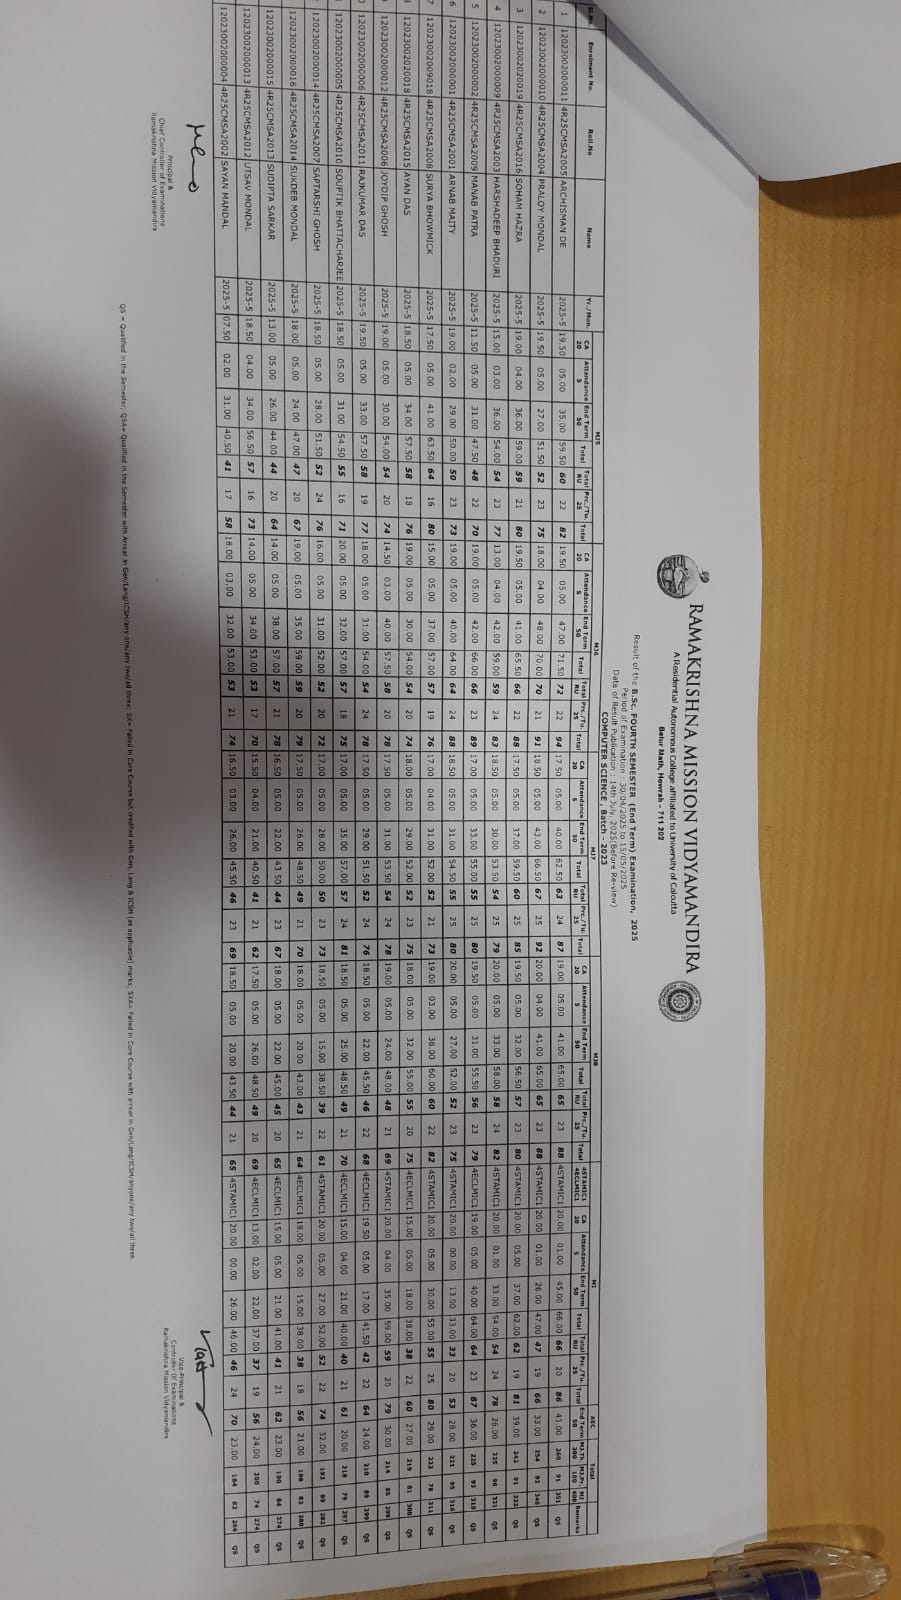 RAMAKRISHNA MISSION VIDYAMANDIRA
A Residential Autonomous College affiliated to University of Calcutta
Belur Math, Howrah - 711 202
Result of the B.Sc. FOURTH SEMESTER (End Term) Examination, 2025
Period of Examination : 30/04/2025 to 15/05/2025
Date of Result Publication : 14th July, 2025(Before Re-view)
COMPUTER SCIENCE , Batch - 2023
MJ5 MJ6 MJ7 MJ8 MI AEC Total
Sl.No. Enrolment No. Roll.No Name Yr./Mon. CA 20 Attendance 5 End Term 50 Total Total RU Prc./Tu. 25 Total CA 20 Attendance 5 End Term 50 Total Total RU Prc./Tu. 25 Total CA 20 Attendance 5 End Term 50 Total Total RU Prc./Tu. 25 Total CA 20 Attendance 5 End Term 50 Total Total RU Prc./Tu. 25 Total 4STAMIC1 4ECLMIC1 CA 20 Attendance 5 End Term 50 Total Total RU Prc./Tu. 25 Total End Term 50 MJ.Th. 300 MJ.Pr. 100 MJ 400 Remarks
1 12023002000011 4R25CMSA2005 ARCHISMAN DE 2025-5 19.50 05.00 35.00 59.50 60 22 82 19.50 05.00 47.00 71.50 72 22 94 17.50 05.00 40.00 62.50 63 24 87 19.00 05.00 41.00 65.00 65 23 88 4STAMIC1 20.00 01.00 45.00 66.00 66 20 86 43.00 260 91 351 QS
2 12023002000010 4R25CMSA2004 PRALOY MONDAL 2025-5 19.50 05.00 27.00 51.50 52 23 75 18.00 04.00 48.00 70.00 70 21 91 18.50 05.00 43.00 66.50 67 25 92 20.00 04.00 41.00 65.00 65 23 88 4STAMIC1 20.00 01.00 26.00 47.00 47 19 66 33.00 254 92 346 QS
3 12023002020019 4R25CMSA2016 SOHAM HAZRA 2025-5 19.00 04.00 36.00 59.00 59 21 80 19.50 05.00 41.00 65.50 66 22 88 17.50 05.00 37.00 59.50 60 25 85 19.50 05.00 32.00 56.50 57 23 80 4STAMIC1 20.00 05.00 37.00 62.00 62 19 81 39.00 242 91 333 QS
4 12023002000009 4R25CMSA2003 HARSHADEEP BHADURI 2025-5 15.00 03.00 36.00 54.00 54 23 77 13.00 04.00 42.00 59.00 59 24 83 18.50 05.00 30.00 53.50 54 25 79 20.00 05.00 33.00 58.00 58 24 82 4STAMIC1 20.00 01.00 33.00 54.00 54 24 78 26.00 225 96 321 QS
5 12023002000002 4R25CMSA2009 MANAB PATRA 2025-5 11.50 05.00 31.00 47.50 48 22 70 19.00 05.00 42.00 66.00 66 23 89 17.00 05.00 33.00 55.00 55 25 80 19.50 05.00 31.00 55.50 56 23 79 4ECLMIC1 19.00 05.00 40.00 64.00 64 23 87 36.00 225 93 318 QS
6 12023002000001 4R25CMSA2001 ARNAB MAITY 2025-5 19.00 02.00 29.00 50.00 50 23 73 19.00 05.00 40.00 64.00 64 24 88 18.50 05.00 31.00 54.50 55 25 80 20.00 05.00 27.00 52.00 52 23 75 4STAMIC1 20.00 00.00 13.00 33.00 33 20 53 28.00 221 95 316 QS
7 12023002009018 4R25CMSA2008 SURYA BHOWMICK 2025-5 17.50 05.00 41.00 63.50 64 16 80 15.00 05.00 37.00 57.00 57 19 76 17.00 04.00 31.00 52.00 52 21 73 19.00 03.00 38.00 60.00 60 22 82 4STAMIC1 20.00 05.00 30.00 55.00 55 25 80 29.00 233 78 311 QS
12023002020018 4R25CMSA2015 AYAN DAS 2025-5 18.50 05.00 34.00 57.50 58 18 76 19.00 05.00 30.00 54.00 54 20 74 18.00 05.00 29.00 52.00 52 23 75 18.00 05.00 32.00 55.00 55 20 75 4ECLMIC1 15.00 05.00 18.00 38.00 38 22 60 27.00 219 81 300 QS
12023002000012 4R25CMSA2006 JOYDIP GHOSH 2025-5 19.00 05.00 30.00 54.00 54 20 74 14.50 03.00 40.00 57.50 58 20 78 17.50 05.00 31.00 53.50 54 24 78 19.00 05.00 24.00 48.00 48 21 69 4STAMIC1 20.00 04.00 35.00 59.00 59 20 79 30.00 214 85 299 QS
12023002000006 4R25CMSA2011 RAJKUMAR DAS 2025-5 19.50 05.00 33.00 57.50 58 19 77 18.00 05.00 31.00 54.00 54 24 78 17.50 05.00 29.00 51.50 52 24 76 18.50 05.00 22.00 45.50 46 22 68 4ECLMIC1 19.50 05.00 17.00 41.50 42 22 64 24.00 210 89 299 QS
12023002000005 4R25CMSA2010 SOUPTIK BHATTACHARJEE 2025-5 18.50 05.00 31.00 54.50 55 16 71 20.00 05.00 32.00 57.00 57 18 75 17.00 05.00 35.00 57.00 57 24 81 18.50 05.00 25.00 48.50 49 21 70 4ECLMIC1 15.00 04.00 21.00 40.00 40 21 61 20.00 218 79 297 QS
12023002000014 4R25CMSA2007 SAPTARSHI GHOSH 2025-5 18.50 05.00 28.00 51.50 52 24 76 16.00 05.00 31.00 52.00 52 20 72 17.00 05.00 28.00 50.00 50 23 73 18.50 05.00 15.00 38.50 39 22 61 4STAMIC1 20.00 05.00 27.00 52.00 52 22 74 32.00 193 89 282 QS
12023002000016 4R25CMSA2014 SUKDEB MONDAL 2025-5 18.00 05.00 24.00 47.00 47 20 67 19.00 05.00 35.00 59.00 59 20 79 17.50 05.00 26.00 48.50 49 21 70 18.00 05.00 20.00 43.00 43 21 64 4ECLMIC1 18.00 05.00 15.00 38.00 38 18 56 21.00 198 82 280 QS
12023002000015 4R25CMSA2013 SUDIPTA SARKAR 2025-5 13.00 05.00 26.00 44.00 44 20 64 14.00 05.00 38.00 57.00 57 21 78 16.50 05.00 22.00 43.50 44 23 67 18.00 05.00 22.00 45.00 45 20 65 4ECLMIC1 15.00 05.00 21.00 41.00 41 21 62 23.00 190 84 274 QS
12023002000013 4R25CMSA2012 UTSAV MONDAL 2025-5 18.50 04.00 34.00 56.50 57 16 73 14.00 05.00 34.00 53.00 53 17 70 15.50 04.00 21.00 40.50 41 21 62 17.50 05.00 26.00 48.50 49 20 69 4ECLMIC1 13.00 02.00 22.00 37.00 37 19 56 24.00 200 74 274 QS
12023002000004 4R25CMSA2002 SAYAN MANDAL 2025-5 07.50 02.00 31.00 40.50 41 17 58 18.00 03.00 32.00 53.00 53 21 74 16.50 03.00 26.00 45.50 46 23 69 18.50 05.00 20.00 43.50 44 21 65 4STAMIC1 20.00 00.00 26.00 46.00 46 24 70 23.00 184 82 266 QS
Principal &
Chief Controller of Examinations
Ramakrishna Mission Vidyamandira
Vice-Principal &
Controller Of Examinations
Ramakrishna Mission Vidyamandira
QS = Qualified in the Semester; QSA= Qualified in the Semester with Arrear in Gen/Lang/ICSH/any one/any two/all three; SX= Failed in Core Course but credited with Gen, Lang & ICSH (as applicable) marks; SXA= Failed in Core Course with arrear in Gen/Lang/ICSH/anyone/any two/all three.